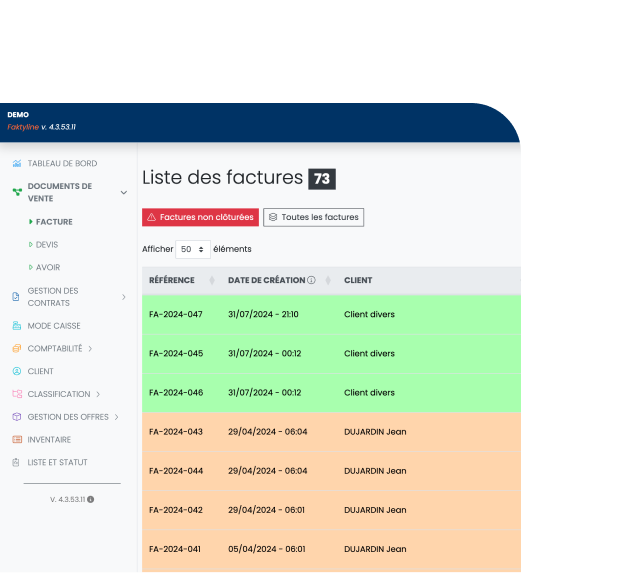 DEMO
Faktyline v. 4.3.53.11
TABLEAU DE BORD
DOCUMENTS DE
VENTE
FACTURE
DEVIS
AVOIR
GESTION DES
CONTRATS
MODE CAISSE
COMPTABILITÉ
CLIENT
CLASSIFICATION
GESTION DES OFFRES
INVENTAIRE
LISTE ET STATUT
V. 4.3.53.11
Liste des factures 73
Factures non clôturées Toutes les factures
Afficher 50 éléments
RÉFÉRENCE DATE DE CRÉATION CLIENT
FA-2024-047 31/07/2024 - 21:10 Client divers
FA-2024-045 31/07/2024 - 00:12 Client divers
FA-2024-046 31/07/2024 - 00:12 Client divers
FA-2024-043 29/04/2024 - 06:04 DUJARDIN Jean
FA-2024-044 29/04/2024 - 06:04 DUJARDIN Jean
FA-2024-042 29/04/2024 - 06:01 DUJARDIN Jean
FA-2024-041 05/04/2024 - 06:01 DUJARDIN Jean